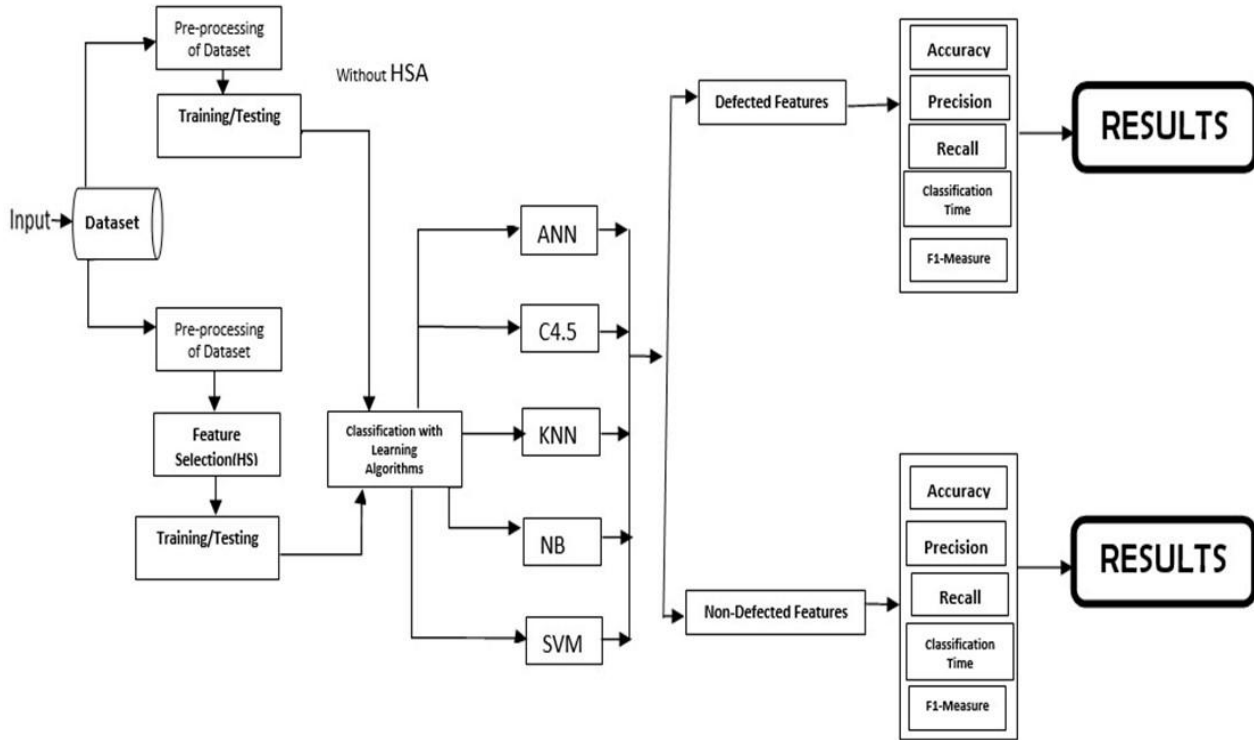 Pre-processing
of Dataset
Without HSA
Training/Testing
Input
Dataset
Pre-processing
of Dataset
Feature
Selection(HS)
Training/Testing
Classification with
Learning
Algorithms
ANN
C4.5
KNN
NB
SVM
Defected Features
Accuracy
Precision
Recall
Classification
Time
F1-Measure
RESULTS
Non-Defected Features
Accuracy
Precision
Recall
Classification
Time
F1-Measure
RESULTS